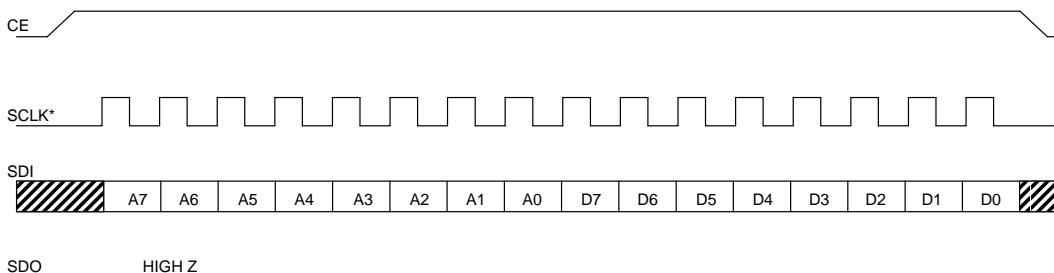 CE
SCLK*
SDI
A7 A6 A5 A4 A3 A2 A1 A0 D7 D6 D5 D4 D3 D2 D1 D0
SDO HIGH Z